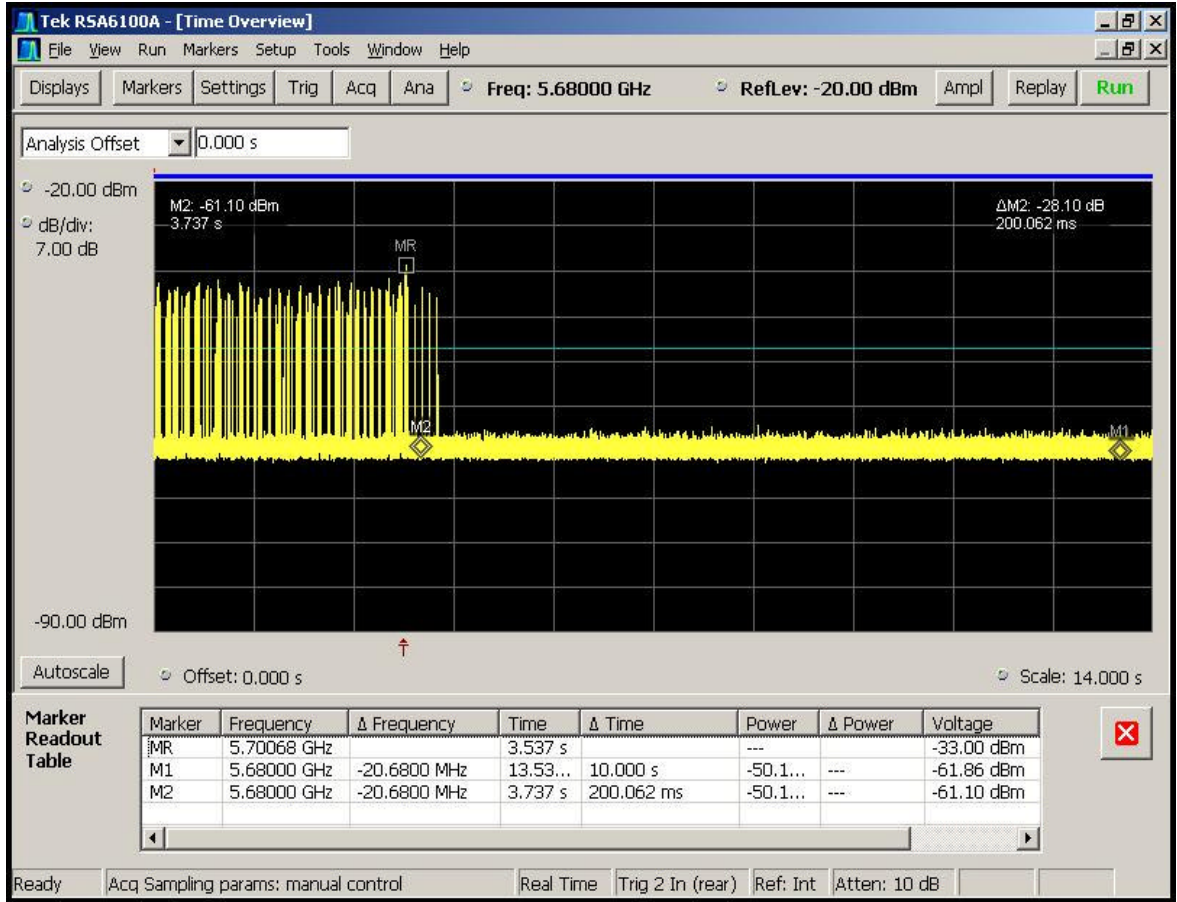 Tek RSA6100A - [Time Overview]
File View Run Markers Setup Tools Window Help
Displays Markers Settings Trig Acq Ana Freq: 5.68000 GHz RefLev: -20.00 dBm Ampl Replay Run
Analysis Offset 0.000 s
-20.00 dBm
dB/div:
7.00 dB
M2: -61.10 dBm
3.737 s
ΔM2: -28.10 dB
200.062 ms
MR
M2
M1
-90.00 dBm
Autoscale Offset: 0.000 s Scale: 14.000 s
Marker Readout Table
Marker Frequency Δ Frequency Time Δ Time Power Δ Power Voltage
MR 5.70068 GHz 3.537 s --- -33.00 dBm
M1 5.68000 GHz -20.6800 MHz 13.53... 10.000 s -50.1... --- -61.86 dBm
M2 5.68000 GHz -20.6800 MHz 3.737 s 200.062 ms -50.1... --- -61.10 dBm
Ready Acq Sampling params: manual control Real Time Trig 2 In (rear) Ref: Int Atten: 10 dB